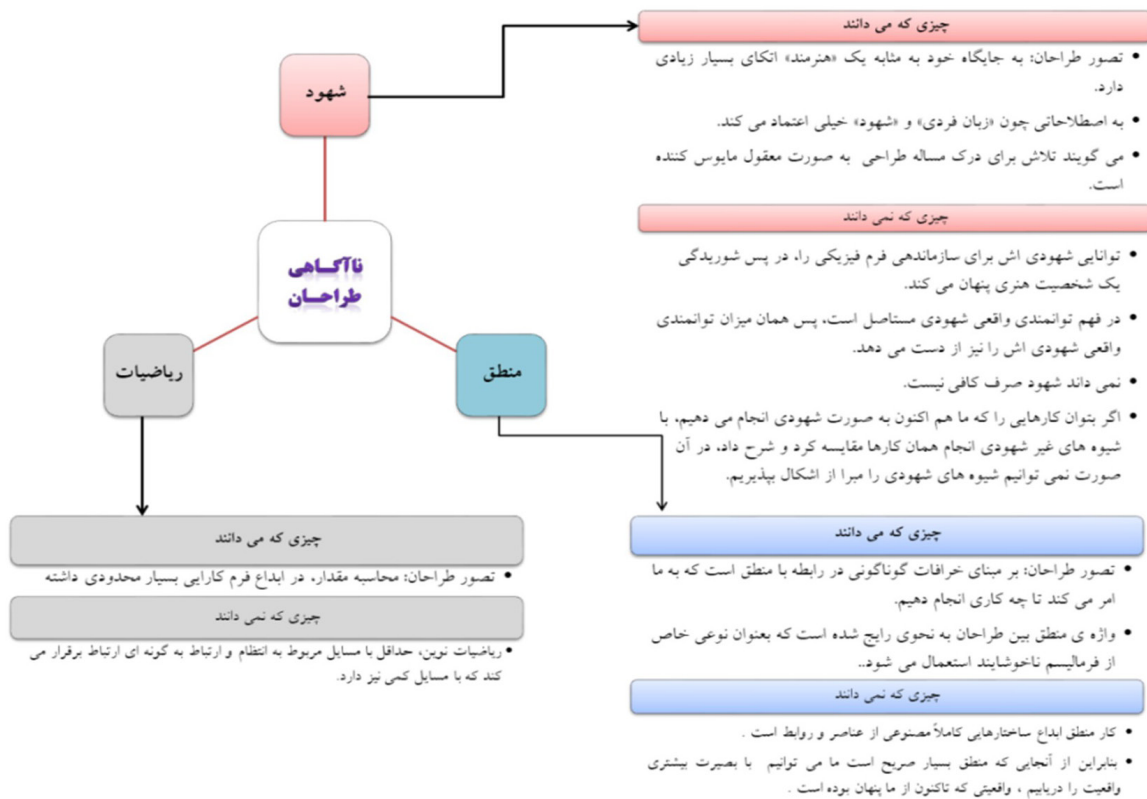 چیزی که می دانند
تصور طراحان: به جایگاه خود به مثابه یک «هنرمند» اتکای بسیار زیادی
دارد.
به اصطلاحاتی چون «زبان فردی» و «شهود» خیلی اعتماد می کند.
می گویند تلاش برای درک مساله طراحی به صورت معقول مایوس کننده
است.
چیزی که نمی دانند
توانایی شهودی اش برای سازماندهی فرم فیزیکی را، در پس شوریدگی
یک شخصیت هنری پنهان می کند.
در فهم توانمندی واقعی شهودی مستاصل است، پس همان میزان توانمندی
واقعی شهودی اش را نیز از دست می دهد.
نمی داند شهود صرف کافی نیست.
اگر بتوان کارهایی را که ما هم اکنون به صورت شهودی انجام می دهیم، با
شیوه های غیر شهودی انجام همان کارها مقایسه کرد و شرح داد، در آن
صورت نمی توانیم شیوه های شهودی را مبرا از اشکال بپذیریم.
شهود
ناآگاهی
طراحان
منطق
ریاضیات
چیزی که می دانند
تصور طراحان: بر مبنای خرافات گوناگونی در رابطه با منطق است که به ما
امر می کند تا چه کاری انجام دهیم.
واژه ی منطق بین طراحان به نحوی رایج شده است که بعنوان نوعی خاص
از فرمالیسم ناخوشایند استعمال می شود..
چیزی که نمی دانند
کار منطق ابداع ساختارهایی کاملاً مصنوعی از عناصر و روابط است .
بنابراین از آنجایی که منطق بسیار صریح است ما می توانیم با بصیرت بیشتری
واقعیت را دریابیم ، واقعیتی که تاکنون از ما پنهان بوده است .
چیزی که می دانند
تصور طراحان: محاسبه مقدار، در ابداع فرم کارایی بسیار محدودی داشته
چیزی که نمی دانند
ریاضیات نوین، حداقل با مسایل مربوط به انتظام و ارتباط به گونه ای ارتباط برقرار می
کند که با مسایل کمی نیز دارد.